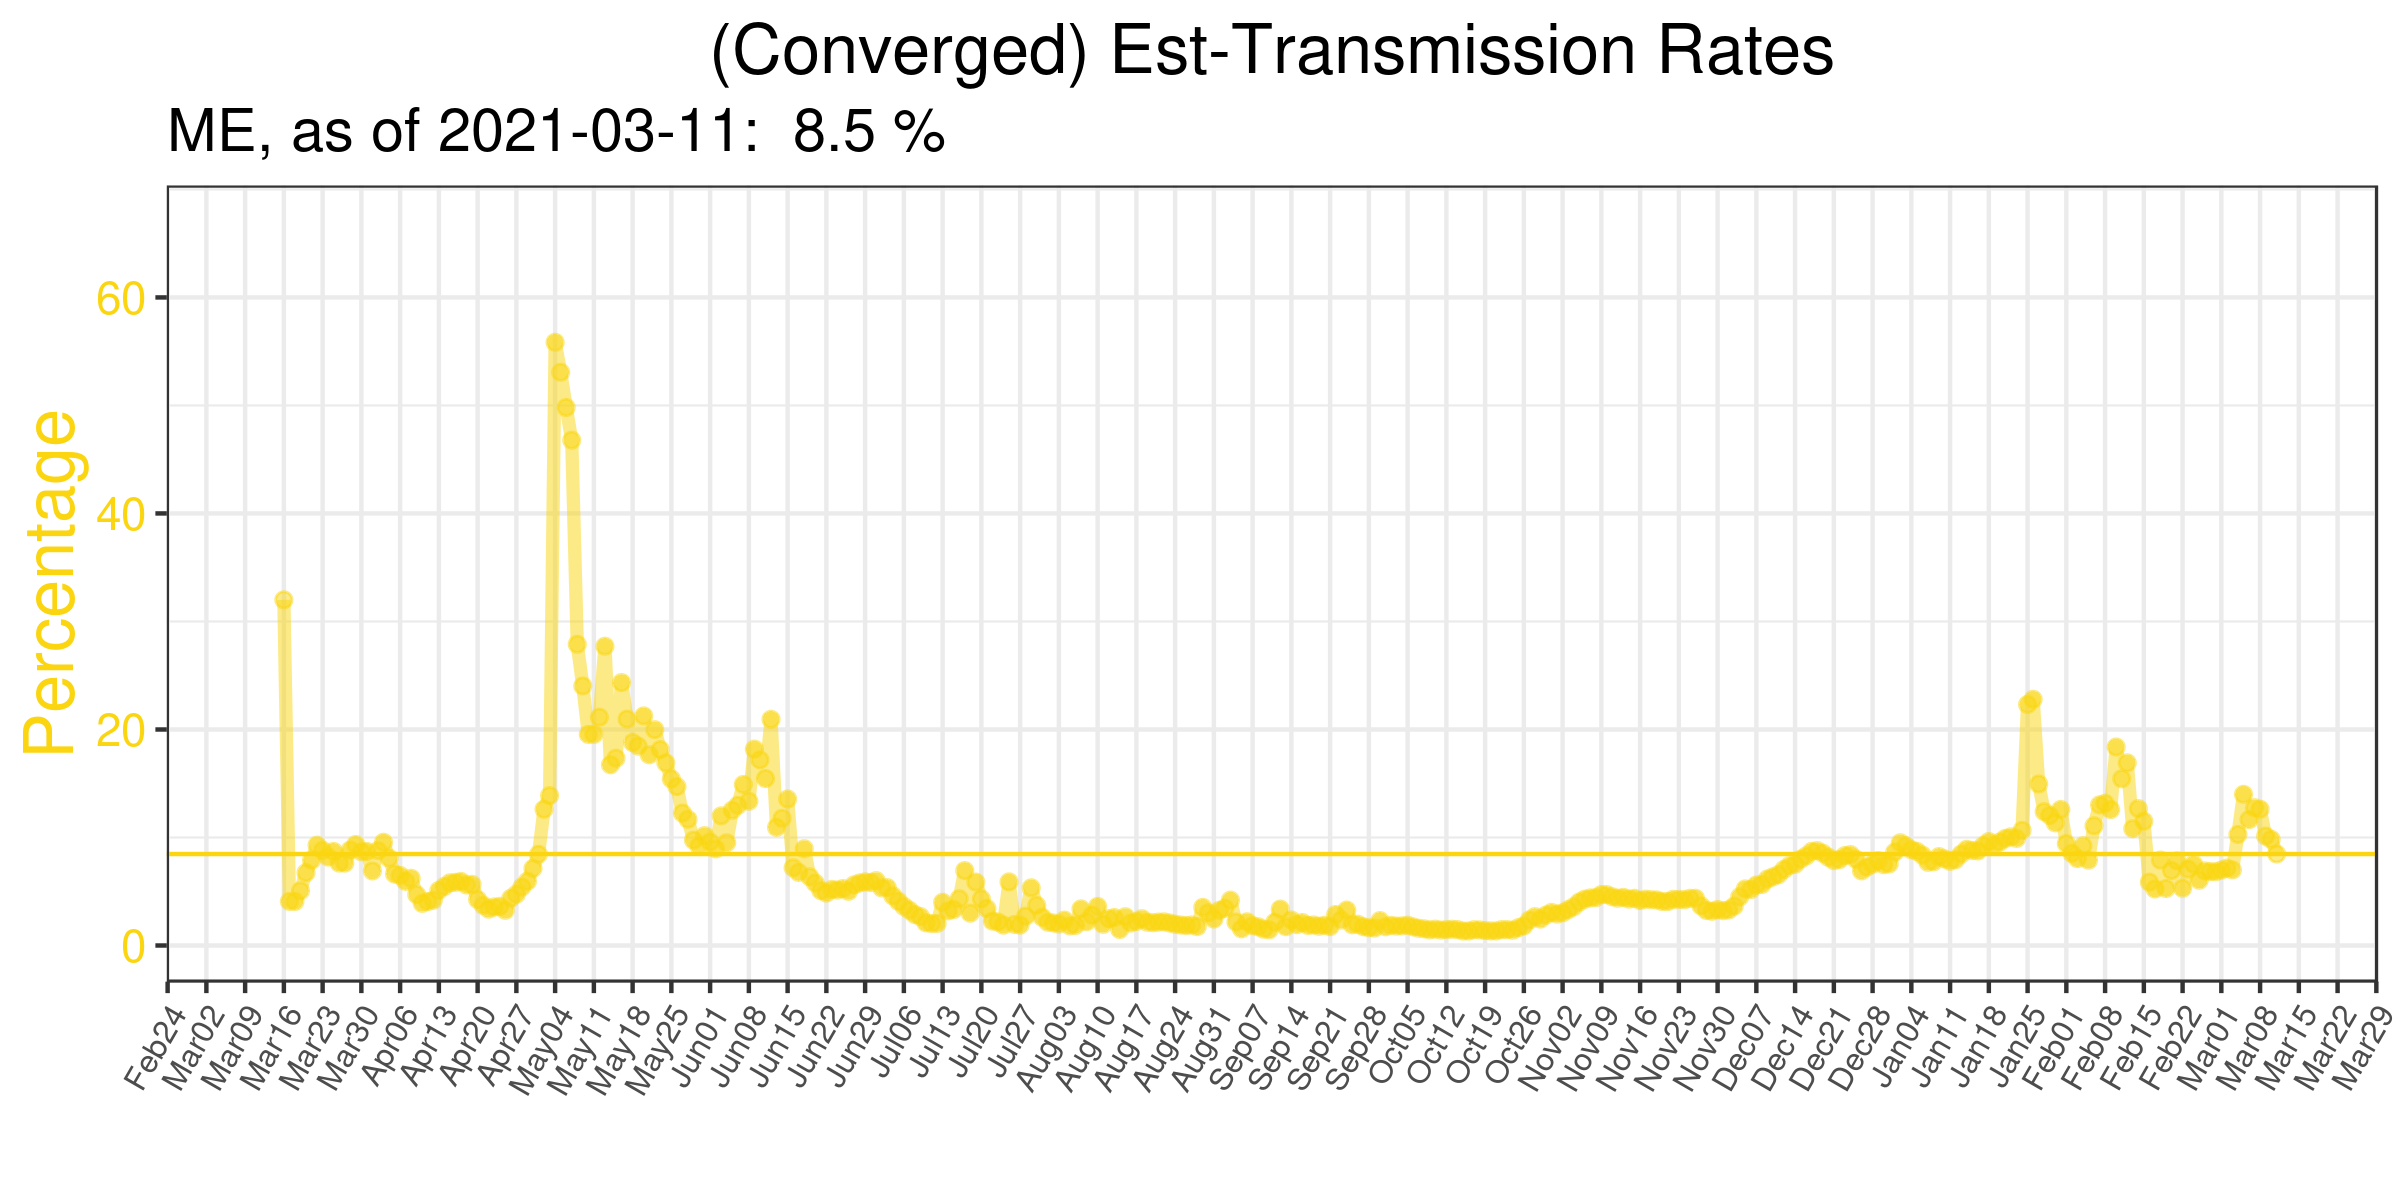 (Converged) Est-Transmission Rates
ME, as of 2021-03-11:  8.5 %
Percentage
60
40
20
0
Feb24 Mar02 Mar09 Mar16 Mar23 Mar30 Apr06 Apr13 Apr20 Apr27 May04 May11 May18 May25 Jun01 Jun08 Jun15 Jun22 Jun29 Jul06 Jul13 Jul20 Jul27 Aug03 Aug10 Aug17 Aug24 Aug31 Sep07 Sep14 Sep21 Sep28 Oct05 Oct12 Oct19 Oct26 Nov02 Nov09 Nov16 Nov23 Nov30 Dec07 Dec14 Dec21 Dec28 Jan04 Jan11 Jan18 Jan25 Feb01 Feb08 Feb15 Feb22 Mar01 Mar08 Mar15 Mar22 Mar29